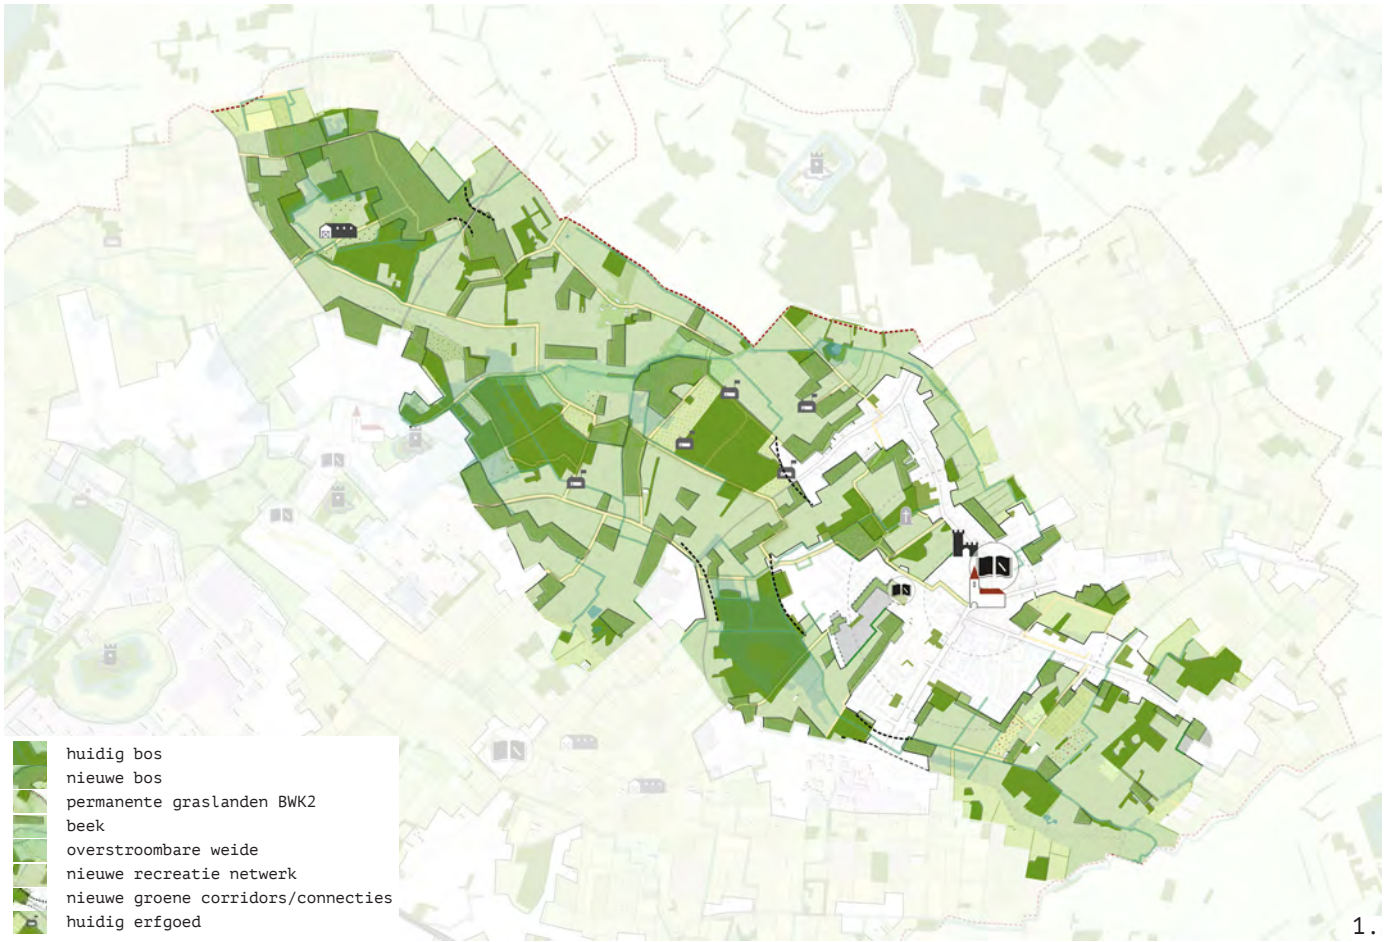 huidig bos
nieuwe bos
permanente graslanden BWK2
beek
overstroombare weide
nieuwe recreatie netwerk
nieuwe groene corridors/connecties
huidig erfgoed
1.